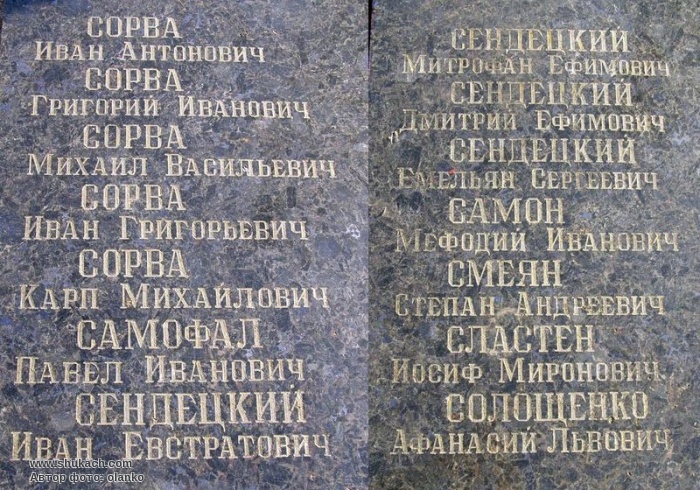 СОРВА
Иван Антонович
СОРВА
Григорий Иванович
СОРВА
Михаил Васильевич
СОРВА
Иван Григорьевич
СОРВА
Карп Михайлович
САМОФАЛ
Павел Иванович
СЕНДЕЦКИЙ
Иван Евстратович
www.shukach.com
Автор фото: olanko
СЕНДЕЦКИЙ
Митрофан Ефимович
СЕНДЕЦКИЙ
Дмитрий Ефимович
СЕНДЕЦКИЙ
Емельян Сергеевич
САМОН
Мефодий Иванович
СМЕЯН
Степан Андреевич
СЛАСТЕН
Иосиф Миронович
СОЛОЩЕНКО
Афанасий Львович